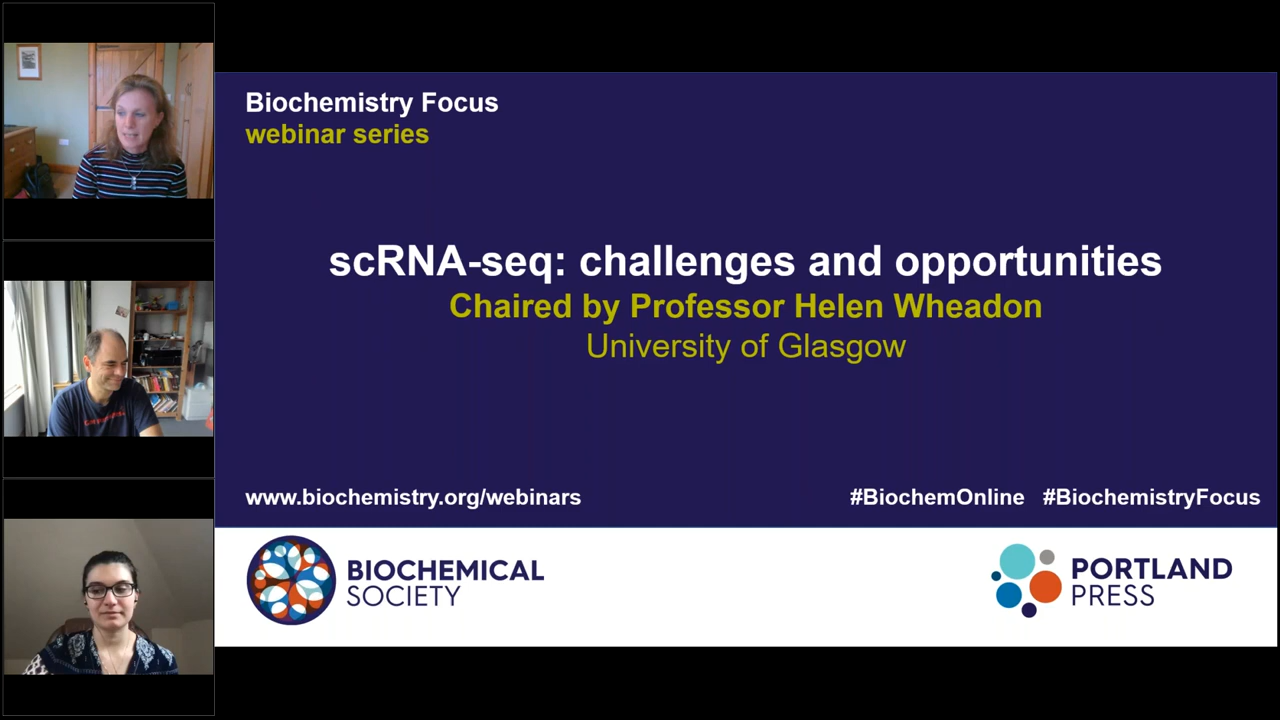 Biochemistry Focus
webinar series
scRNA-seq: challenges and opportunities
Chaired by Professor Helen Wheadon
University of Glasgow
www.biochemistry.org/webinars #BiochemOnline #BiochemistryFocus
BIOCHEMICAL
SOCIETY
PORTLAND
PRESS